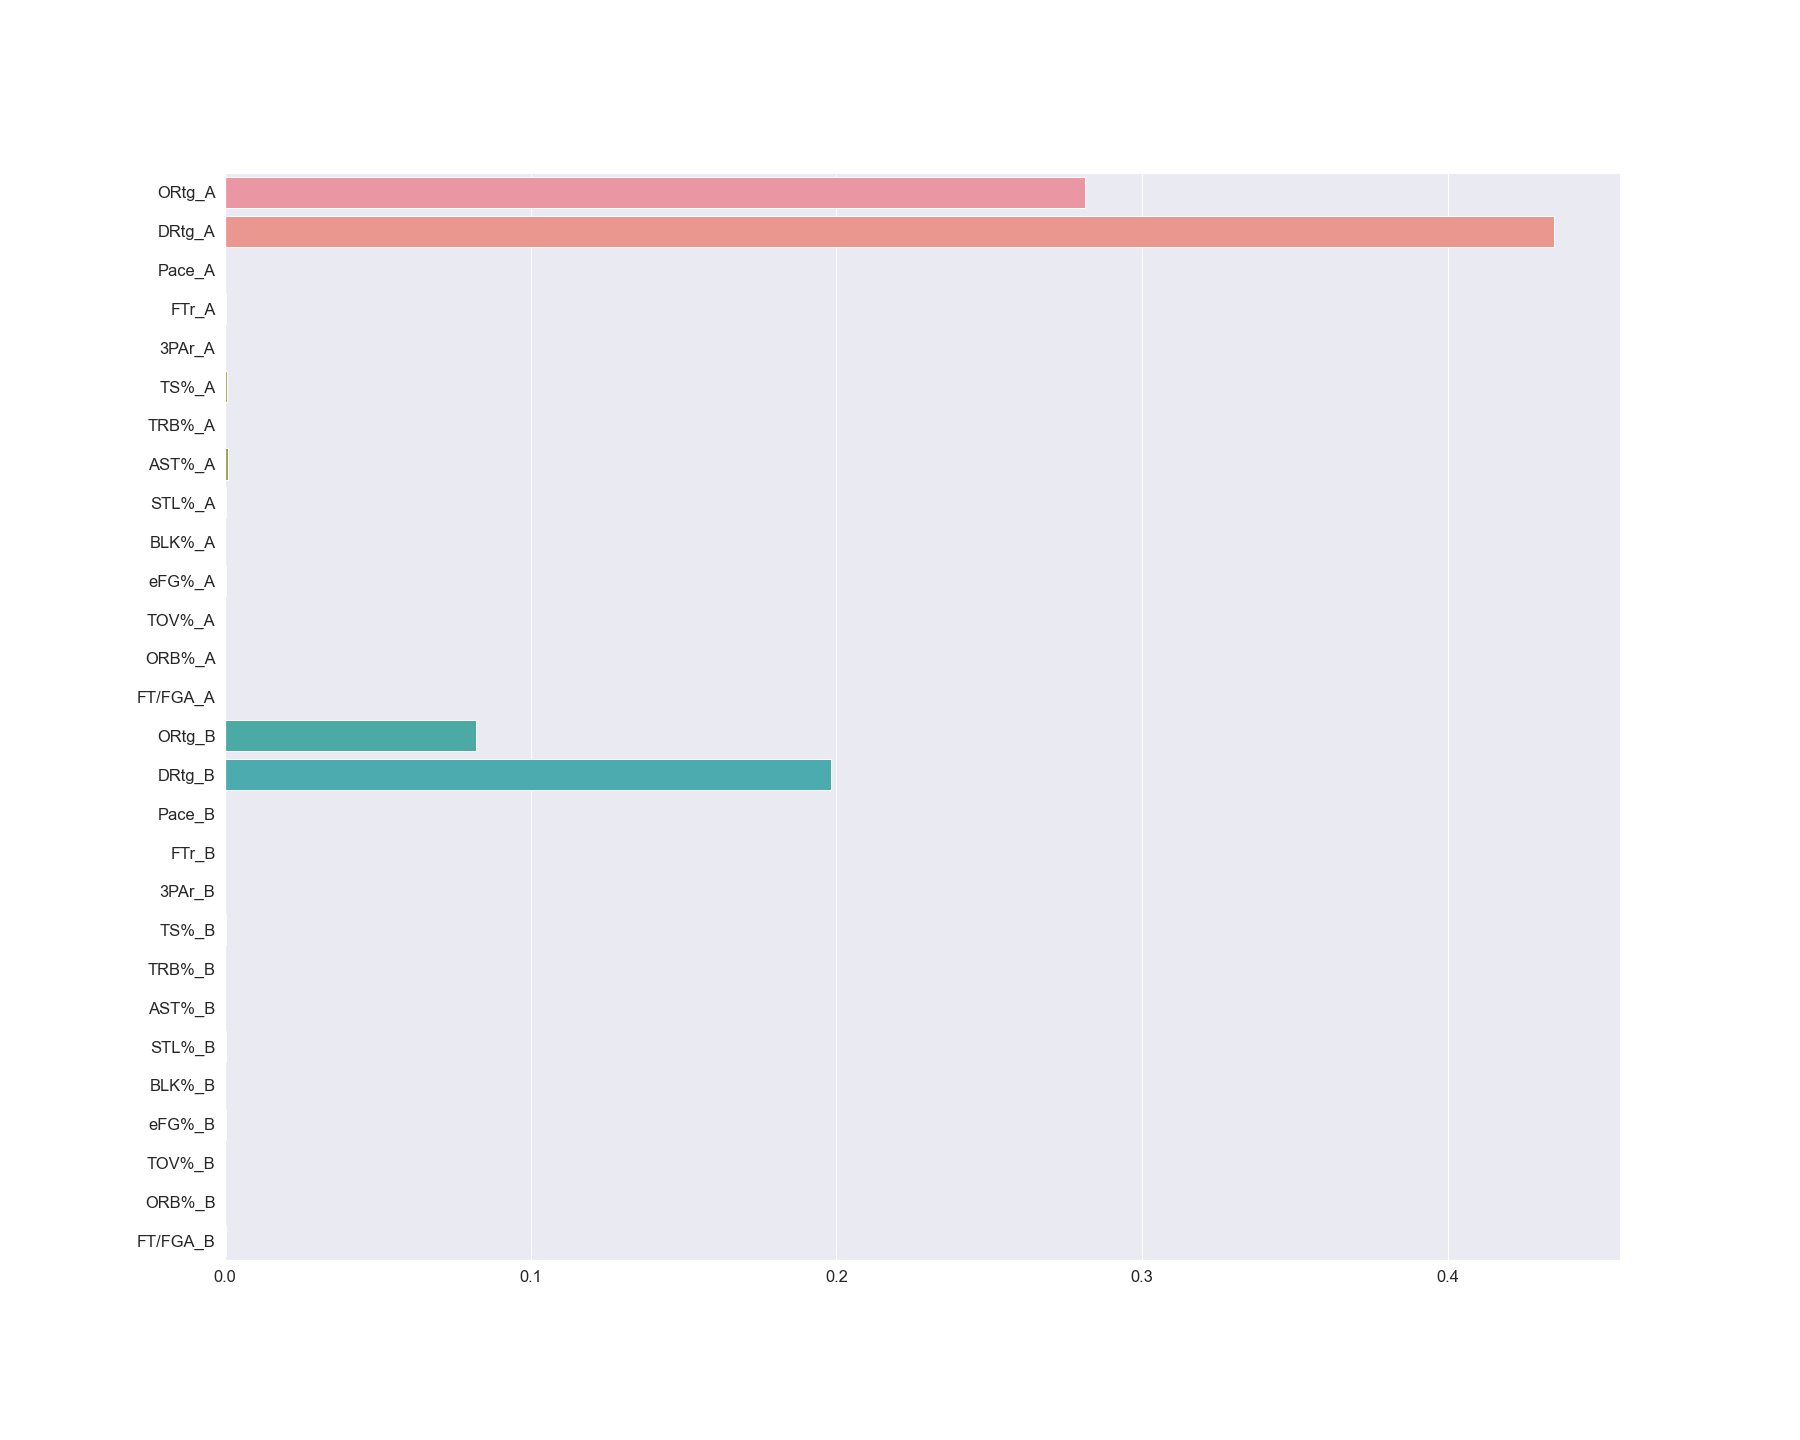 ORtg_A
DRtg_A
Pace_A
FTr_A
3PAr_A
TS%_A
TRB%_A
AST%_A
STL%_A
BLK%_A
eFG%_A
TOV%_A
ORB%_A
FT/FGA_A
ORtg_B
DRtg_B
Pace_B
FTr_B
3PAr_B
TS%_B
TRB%_B
AST%_B
STL%_B
BLK%_B
eFG%_B
TOV%_B
ORB%_B
FT/FGA_B
0.0 0.1 0.2 0.3 0.4